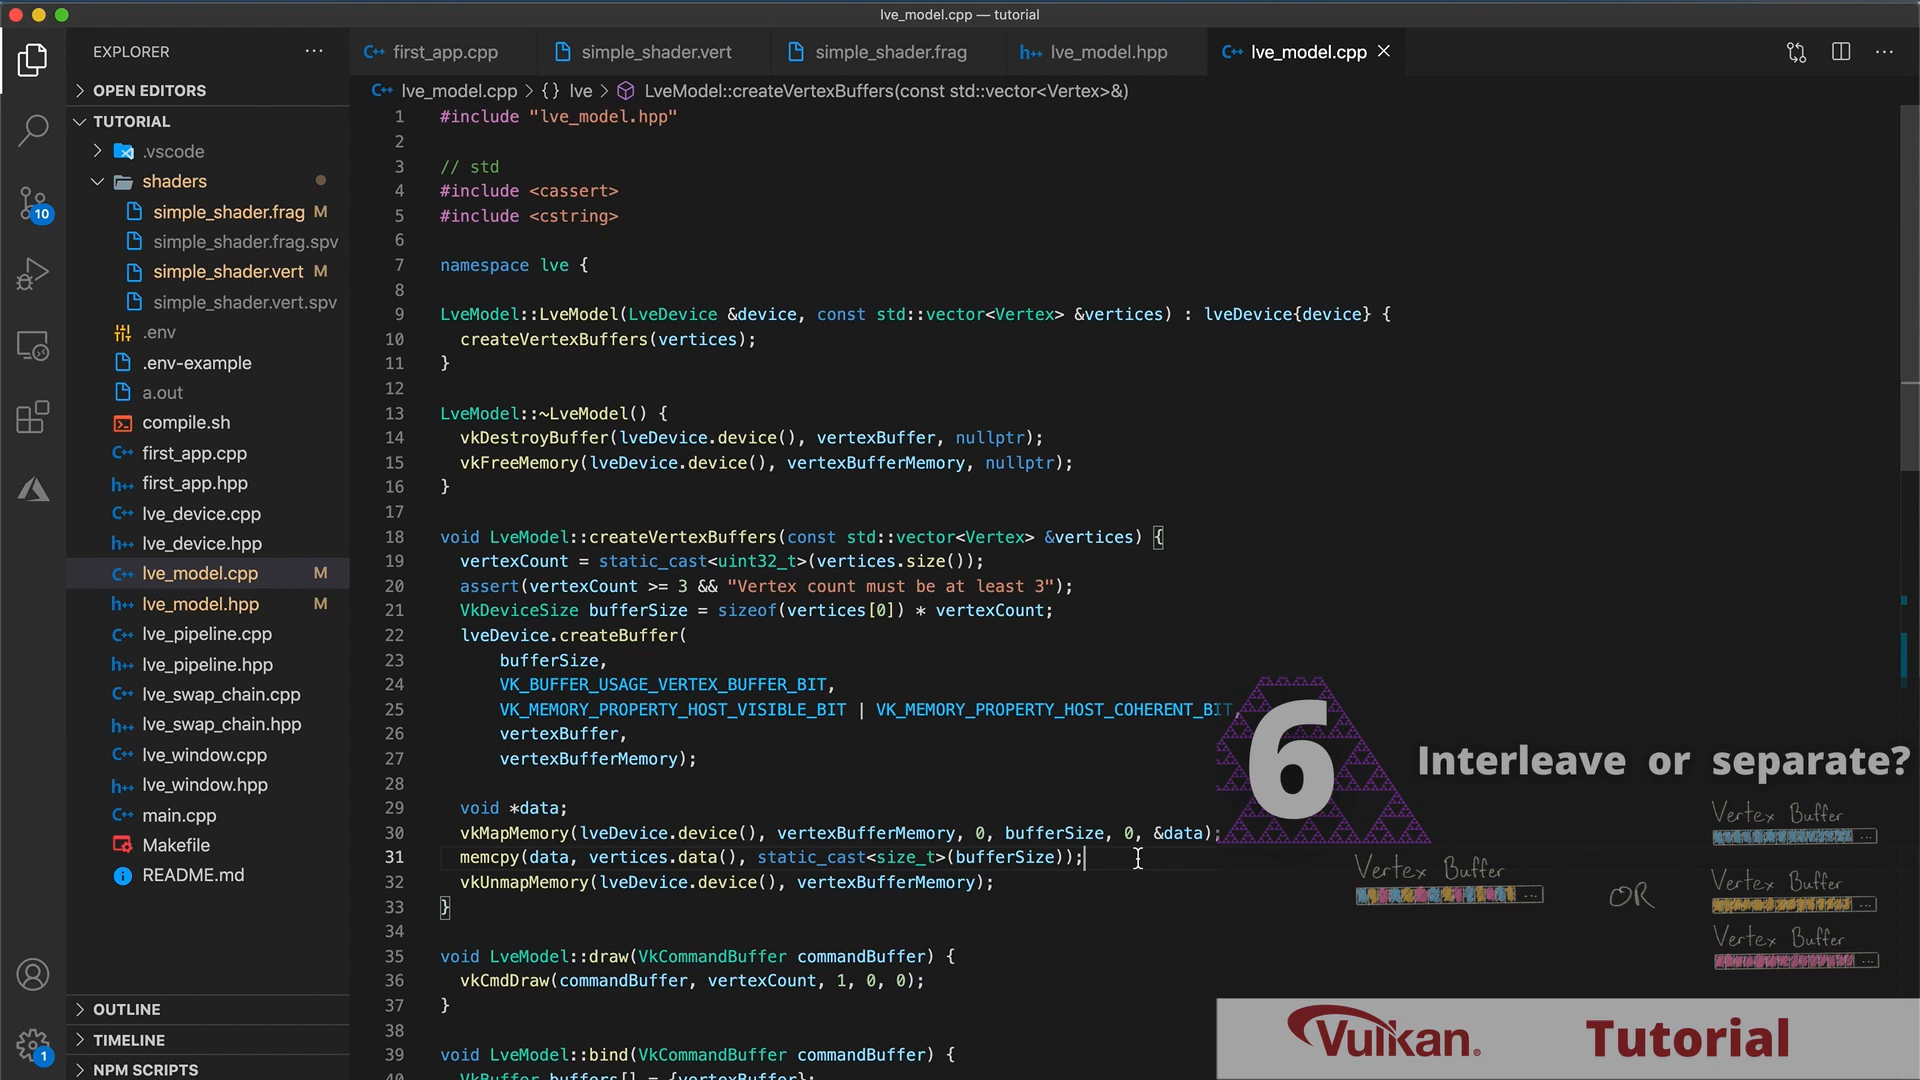 lve_model.cpp — tutorial
EXPLORER
first_app.cpp
simple_shader.vert
simple_shader.frag
lve_model.hpp
lve_model.cpp
OPEN EDITORS
TUTORIAL
.vscode
shaders
simple_shader.frag M
simple_shader.frag.spv
simple_shader.vert M
simple_shader.vert.spv
.env
.env-example
a.out
compile.sh
first_app.cpp
first_app.hpp
lve_device.cpp
lve_device.hpp
lve_model.cpp M
lve_model.hpp M
lve_pipeline.cpp
lve_pipeline.hpp
lve_swap_chain.cpp
lve_swap_chain.hpp
lve_window.cpp
lve_window.hpp
main.cpp
Makefile
README.md
OUTLINE
TIMELINE
NPM SCRIPTS
10
1
lve_model.cpp > {} lve > LveModel::createVertexBuffers(const std::vector<Vertex>&)
1 #include "lve_model.hpp"
2
3 // std
4 #include <cassert>
5 #include <cstring>
6
7 namespace lve {
8
9 LveModel::LveModel(LveDevice &device, const std::vector<Vertex> &vertices) : lveDevice{device} {
10 createVertexBuffers(vertices);
11 }
12
13 LveModel::~LveModel() {
14 vkDestroyBuffer(lveDevice.device(), vertexBuffer, nullptr);
15 vkFreeMemory(lveDevice.device(), vertexBufferMemory, nullptr);
16 }
17
18 void LveModel::createVertexBuffers(const std::vector<Vertex> &vertices) {
19 vertexCount = static_cast<uint32_t>(vertices.size());
20 assert(vertexCount >= 3 && "Vertex count must be at least 3");
21 VkDeviceSize bufferSize = sizeof(vertices[0]) * vertexCount;
22 lveDevice.createBuffer(
23 bufferSize,
24 VK_BUFFER_USAGE_VERTEX_BUFFER_BIT,
25 VK_MEMORY_PROPERTY_HOST_VISIBLE_BIT | VK_MEMORY_PROPERTY_HOST_COHERENT_BIT,
26 vertexBuffer,
27 vertexBufferMemory);
28
29 void *data;
30 vkMapMemory(lveDevice.device(), vertexBufferMemory, 0, bufferSize, 0, &data);
31 memcpy(data, vertices.data(), static_cast<size_t>(bufferSize));
32 vkUnmapMemory(lveDevice.device(), vertexBufferMemory);
33 }
34
35 void LveModel::draw(VkCommandBuffer commandBuffer) {
36 vkCmdDraw(commandBuffer, vertexCount, 1, 0, 0);
37 }
38
39 void LveModel::bind(VkCommandBuffer commandBuffer) {
40 VkBuffer buffers[] = {vertexBuffer};
6 Interleave or separate?
Vertex Buffer
...
OR
Vertex Buffer
...
Vertex Buffer
...
Vertex Buffer
...
Vulkan. Tutorial